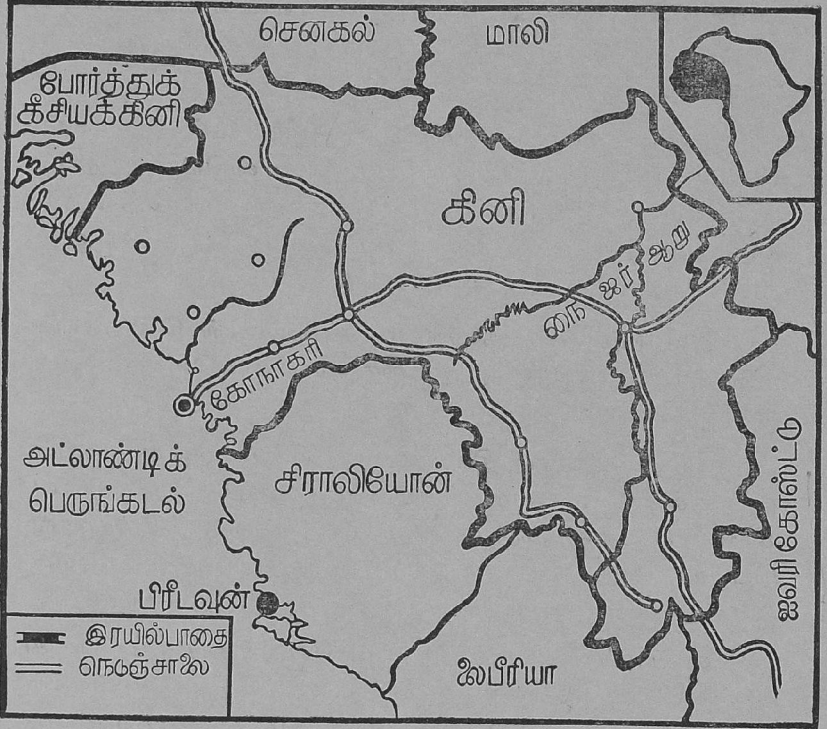 செனகல்
மாலி
போர்த்துக்
கீசியக்கினி
கினி
நைஜர் ஆறு
கோநாகரி
அட்லாண்டிக்
பெருங்கடல்
சிராலியோன்
ஐவரி கோஸ்ட்டு
பிரீடவுன்
இரயில்பாதை
நெடுஞ்சாலை
லைபீரியா